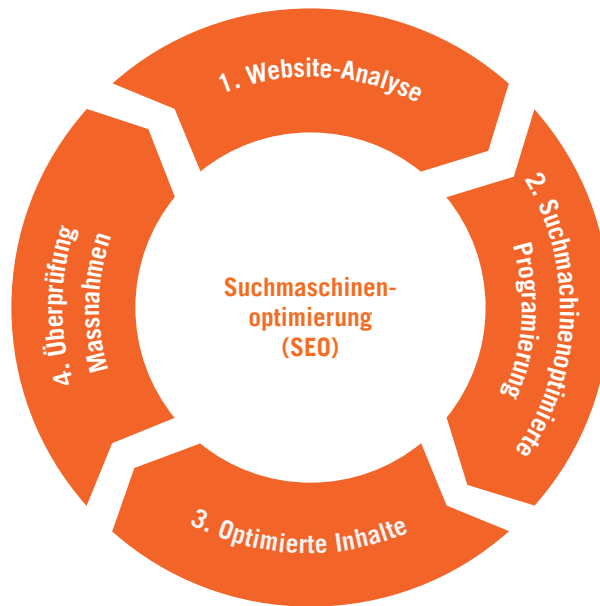 1. Website-Analyse
2. Suchmachinenoptimierte
Programierung
3. Optimierte Inhalte
4. Überprüfung
Massnahmen
Suchmaschinen-
optimierung
(SEO)